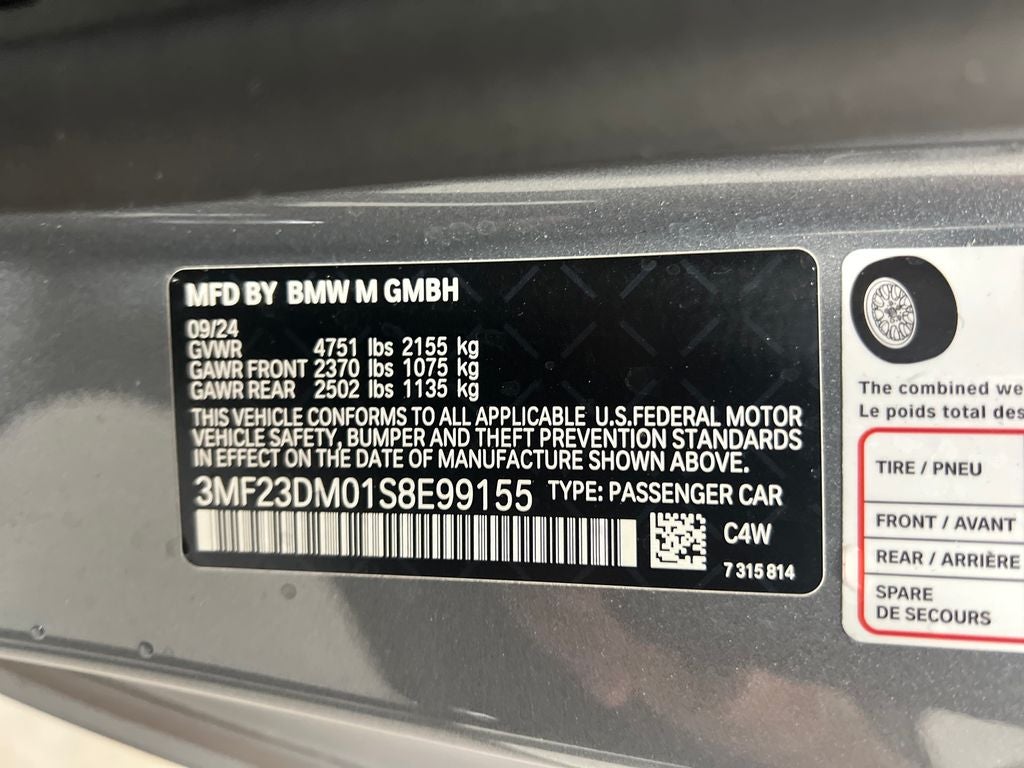 MFD BY BMW M GMBH
09/24
GVWR 4751 lbs 2155 kg
GAWR FRONT 2370 lbs 1075 kg
GAWR REAR 2502 lbs 1135 kg
THIS VEHICLE CONFORMS TO ALL APPLICABLE U.S.FEDERAL MOTOR
VEHICLE SAFETY, BUMPER AND THEFT PREVENTION STANDARDS
IN EFFECT ON THE DATE OF MANUFACTURE SHOWN ABOVE.
3MF23DM01S8E99155 TYPE: PASSENGER CAR
C4W
7 315 814
The combined we
Le poids total des
TIRE / PNEU
FRONT / AVANT
REAR / ARRIÈRE
SPARE
DE SECOURS